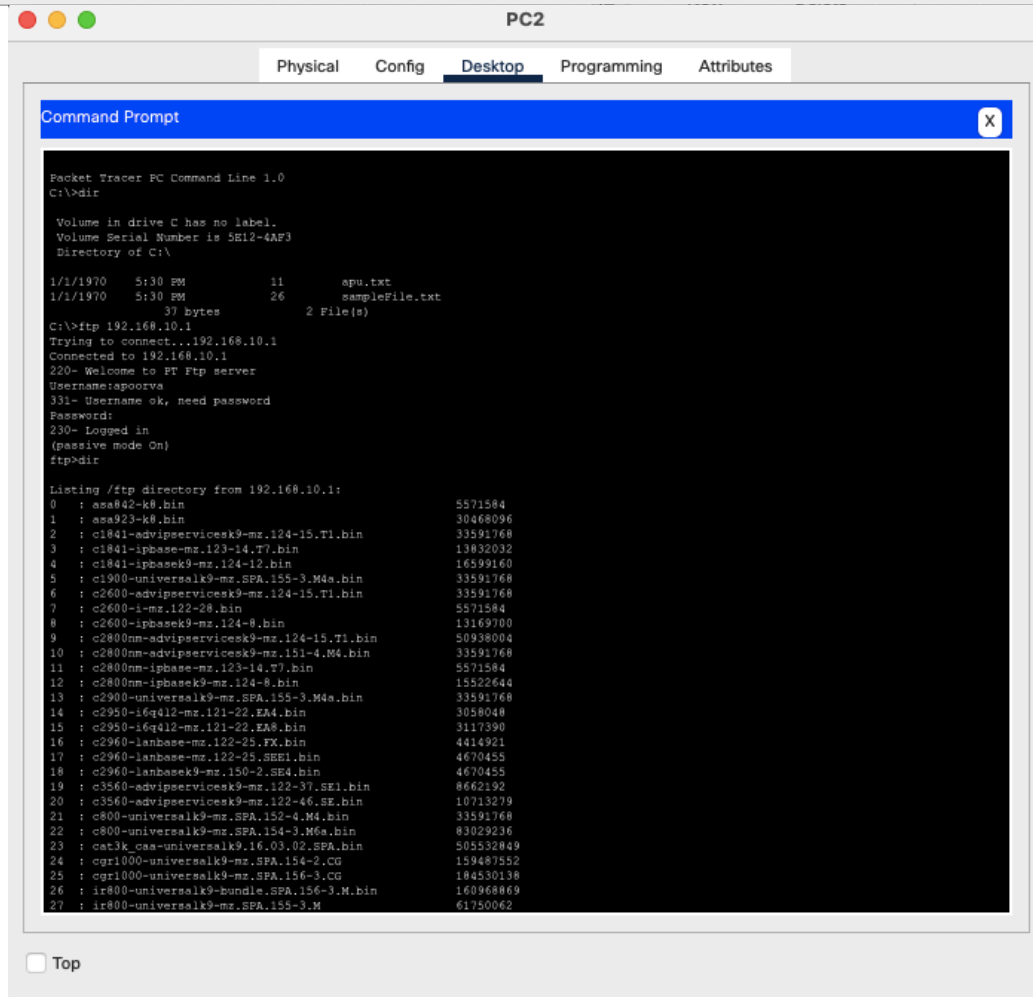 PC2
Physical Config Desktop Programming Attributes
Command Prompt
X
Packet Tracer PC Command Line 1.0
C:\>dir
Volume in drive C has no label.
Volume Serial Number is 5E12-4AF3
Directory of C:\
1/1/1970 5:30 PM 11 apu.txt
1/1/1970 5:30 PM 26 sampleFile.txt
37 bytes 2 File(s)
C:\>ftp 192.168.10.1
Trying to connect...192.168.10.1
Connected to 192.168.10.1
220- Welcome to PT Ftp server
Username:apoorva
331- Username ok, need password
Password:
230- Logged in
(passive mode On)
ftp>dir
Listing /ftp directory from 192.168.10.1:
0 : asa842-k8.bin 5571584
1 : asa923-k8.bin 30468096
2 : c1841-advipservicesk9-mz.124-15.T1.bin 33591768
3 : c1841-ipbase-mz.123-14.T7.bin 13832032
4 : c1841-ipbasek9-mz.124-12.bin 16599160
5 : c1900-universalk9-mz.SPA.155-3.M4a.bin 33591768
6 : c2600-advipservicesk9-mz.124-15.T1.bin 33591768
7 : c2600-i-mz.122-28.bin 5571584
8 : c2600-ipbasek9-mz.124-8.bin 13169700
9 : c2800nm-advipservicesk9-mz.124-15.T1.bin 50938004
10 : c2800nm-advipservicesk9-mz.151-4.M4.bin 33591768
11 : c2800nm-ipbase-mz.123-14.T7.bin 5571584
12 : c2800nm-ipbasek9-mz.124-8.bin 15522644
13 : c2900-universalk9-mz.SPA.155-3.M4a.bin 33591768
14 : c2950-i6q4l2-mz.121-22.EA4.bin 3058048
15 : c2950-i6q4l2-mz.121-22.EA8.bin 3117390
16 : c2960-lanbase-mz.122-25.FX.bin 4414921
17 : c2960-lanbase-mz.122-25.SEE1.bin 4670455
18 : c2960-lanbasek9-mz.150-2.SE4.bin 4670455
19 : c3560-advipservicesk9-mz.122-37.SE1.bin 8662192
20 : c3560-advipservicesk9-mz.122-46.SE.bin 10713279
21 : c800-universalk9-mz.SPA.152-4.M4.bin 33591768
22 : c800-universalk9-mz.SPA.154-3.M6a.bin 83029236
23 : cat3k_caa-universalk9.16.03.02.SPA.bin 505532849
24 : cgr1000-universalk9-mz.SPA.154-2.CG 159487552
25 : cgr1000-universalk9-mz.SPA.156-3.CG 184530138
26 : ir800-universalk9-bundle.SPA.156-3.M.bin 160968869
27 : ir800-universalk9-mz.SPA.155-3.M 61750062
Top